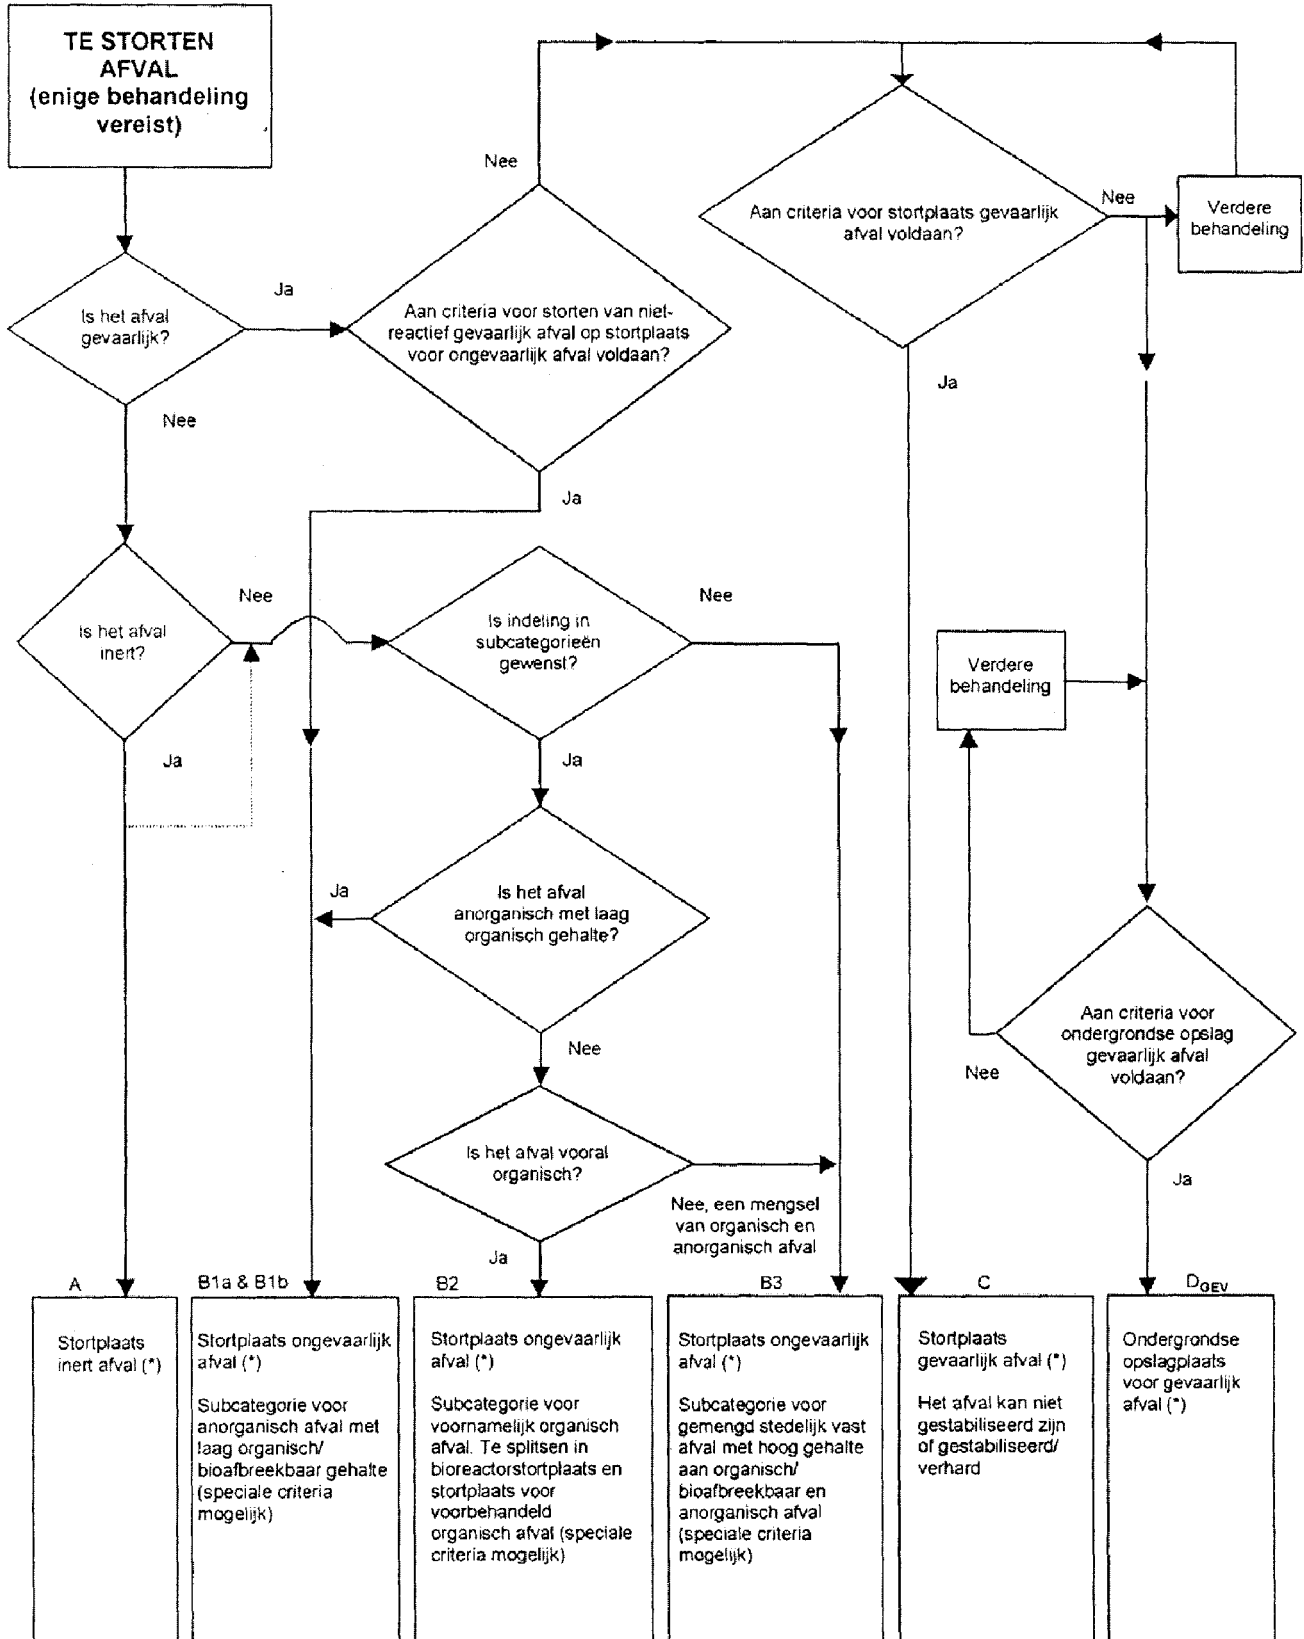 TE STORTEN
AFVAL
(enige behandeling
vereist)
Nee
Aan criteria voor stortplaats gevaarlijk
afval voldaan?
Nee
Verdere
behandeling
Is het afval
gevaarlijk?
Ja
Aan criteria voor storten van niet-
reactief gevaarlijk afval op stortplaats
voor ongevaarlijk afval voldaan?
Ja
Nee
Ja
Is het afval
inert?
Nee
Is indeling in
subcategorieën
gewenst?
Nee
Verdere
behandeling
Ja
Ja
Ja
Is het afval
anorganisch met laag
organisch gehalte?
Nee
Aan criteria voor
ondergrondse opslag
gevaarlijk afval
voldaan?
Nee
Is het afval vooral
organisch?
Nee, een mengsel
van organisch en
anorganisch afval
Ja
Ja
A
Stortplaats
inert afval (*)
B1a & B1b
Stortplaats ongevaarlijk
afval (*)
Subcategorie voor
anorganisch afval met
laag organisch/
bioafbreekbaar gehalte
(speciale criteria
mogelijk)
B2
Stortplaats ongevaarlijk
afval (*)
Subcategorie voor
voornamelijk organisch
afval. Te splitsen in
bioreactorstortplaats en
stortplaats voor
voorbehandeld
organisch afval (speciale
criteria mogelijk)
B3
Stortplaats ongevaarlijk
afval (*)
Subcategorie voor
gemengd stedelijk vast
afval met hoog gehalte
aan organisch/
bioafbreekbaar en
anorganisch afval
(speciale criteria
mogelijk)
C
Stortplaats
gevaarlijk afval (*)
Het afval kan niet
gestabiliseerd zijn
of gestabiliseerd/
verhard
DGEV
Ondergrondse
opslagplaats
voor gevaarlijk
afval (*)